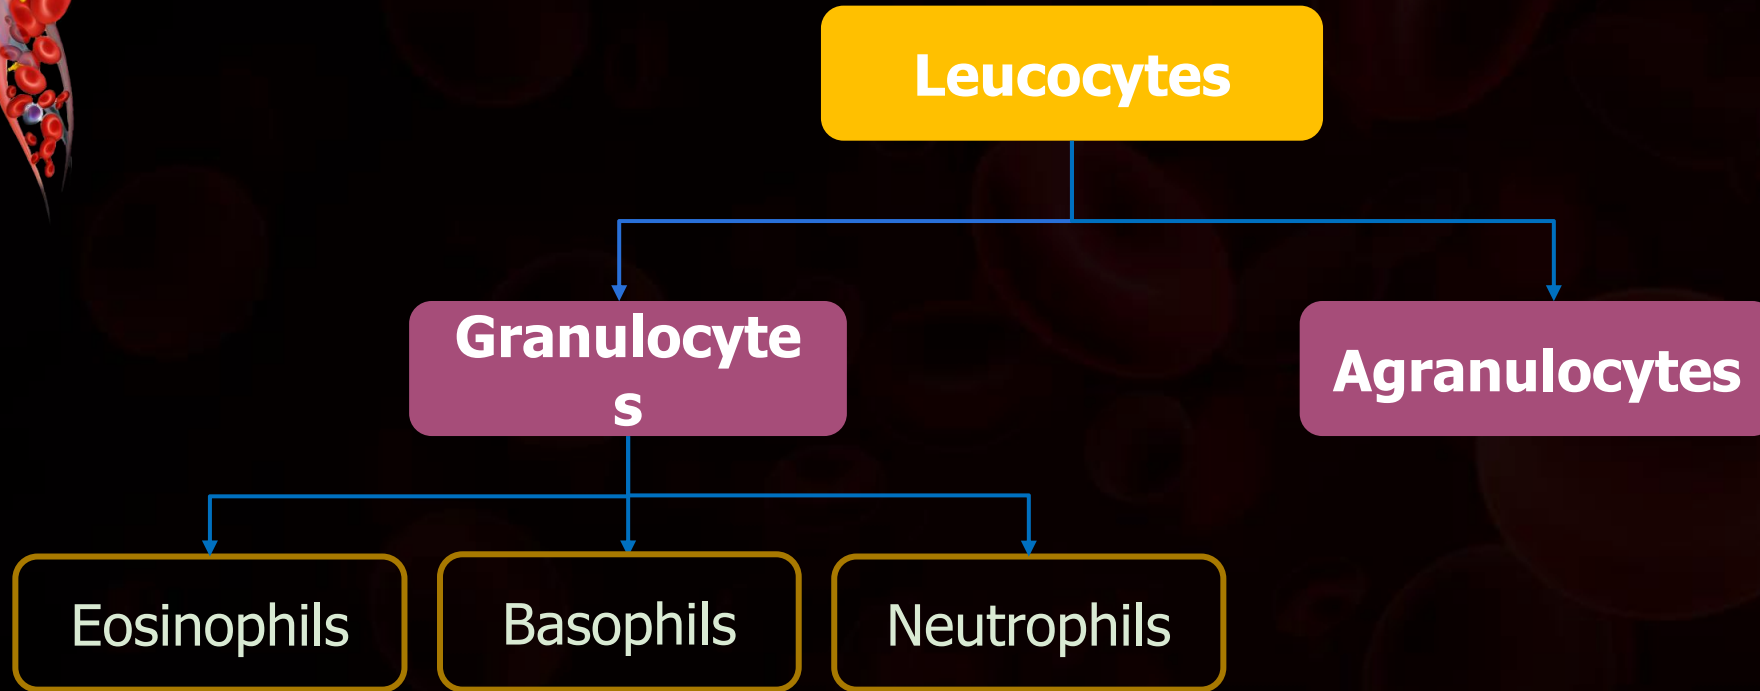 Leucocytes
Granulocyte
s
Agranulocytes
Eosinophils
Basophils
Neutrophils